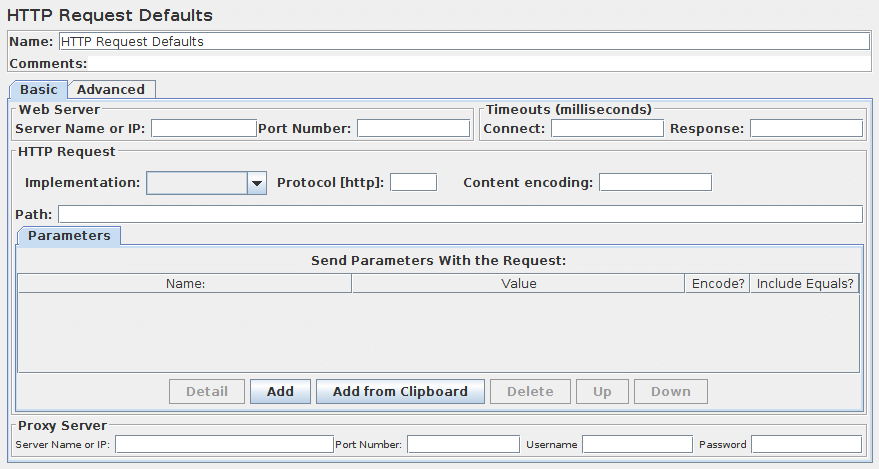 HTTP Request Defaults
Name: HTTP Request Defaults
Comments:
Basic Advanced
Web Server Timeouts (milliseconds)
Server Name or IP: Port Number: Connect: Response:
HTTP Request
Implementation: Protocol [http]: Content encoding:
Path:
Parameters
Send Parameters With the Request:
Name: Value Encode? Include Equals?
Detail Add Add from Clipboard Delete Up Down
Proxy Server
Server Name or IP: Port Number: Username Password